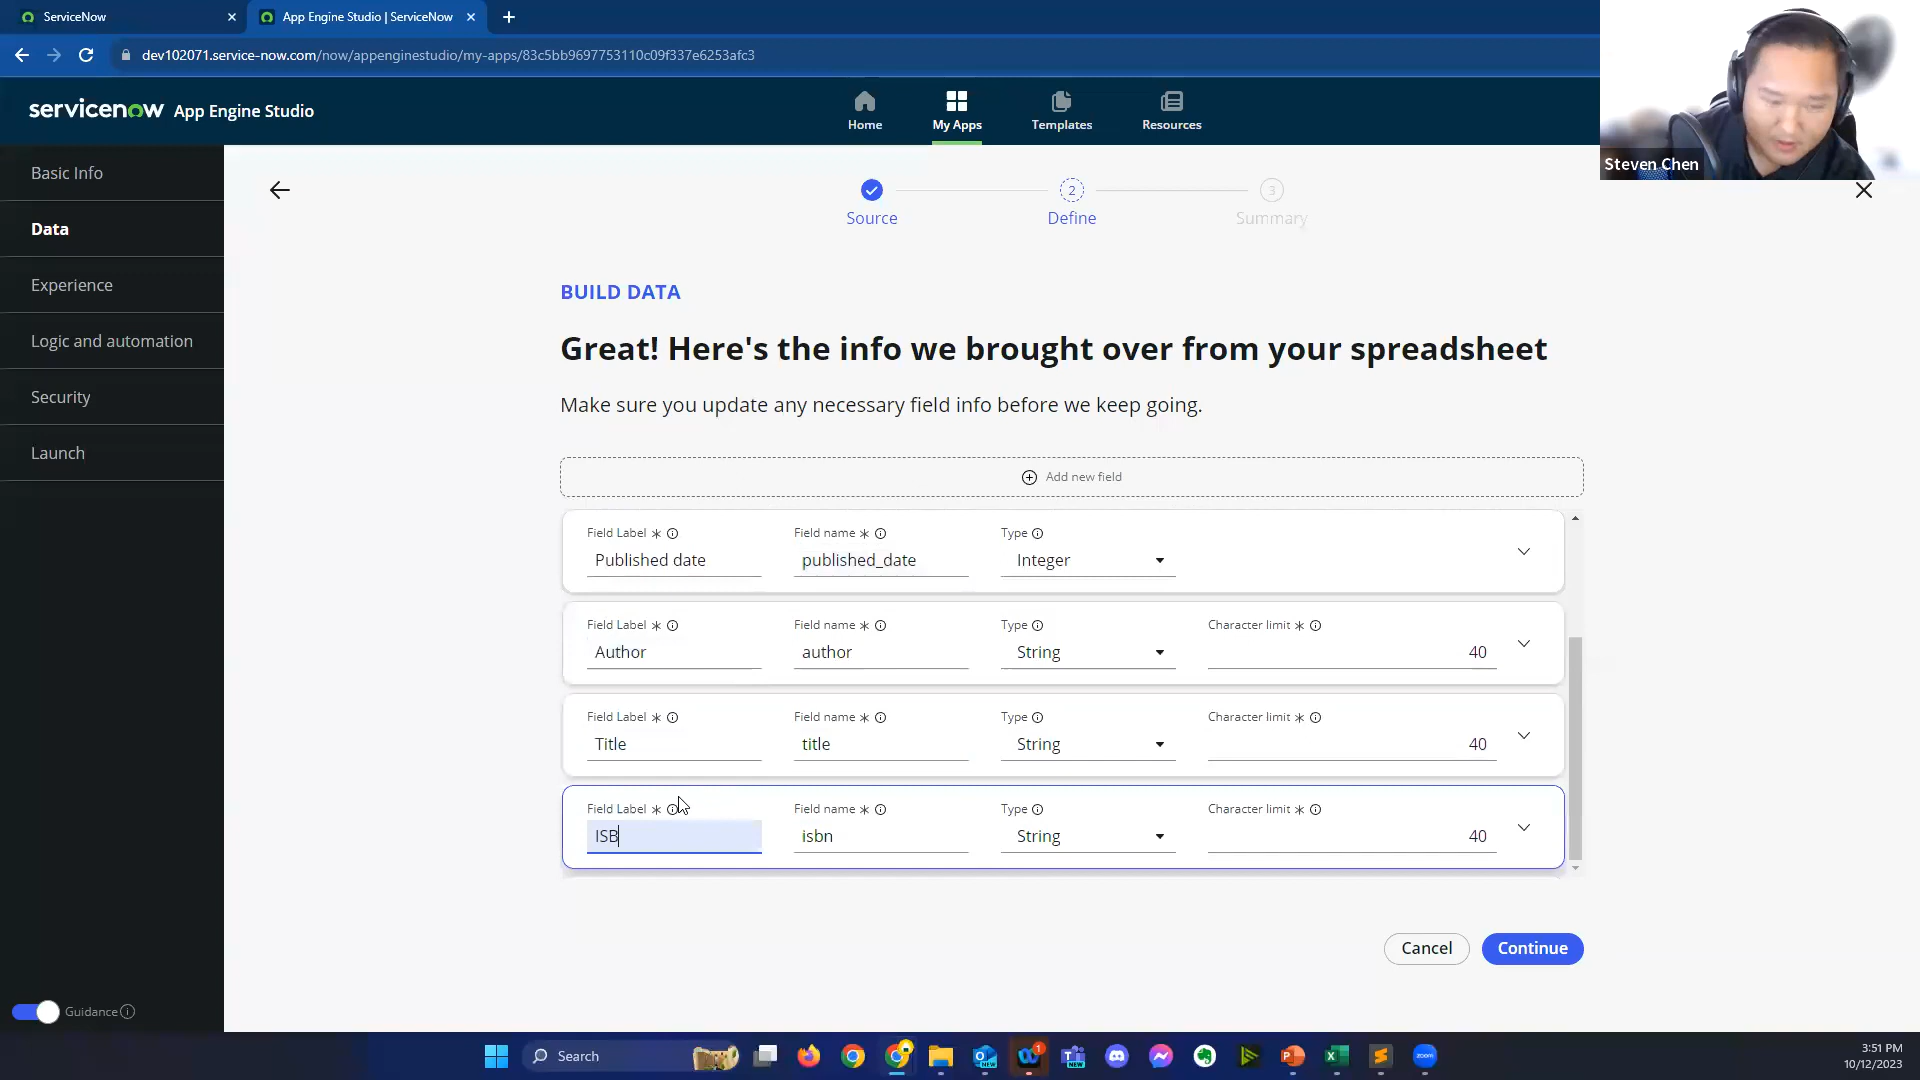 ServiceNow
App Engine Studio | ServiceNow
dev102071.service-now.com/now/appenginestudio/my-apps/83c5bb9697753110c09f337e6253afc3
servicenow App Engine Studio
Home
My Apps
Templates
Resources
Steven Chen
Basic Info
Data
Experience
Logic and automation
Security
Launch
Guidance
2
3
Source
Define
Summary
BUILD DATA
Great! Here's the info we brought over from your spreadsheet
Make sure you update any necessary field info before we keep going.
Add new field
Field Label * Field name * Type
Published date published_date Integer
Field Label * Field name * Type Character limit *
Author author String 40
Field Label * Field name * Type Character limit *
Title title String 40
Field Label * Field name * Type Character limit *
ISB isbn String 40
Cancel
Continue
Search
NEW
1
NEW
zoom
3:51 PM
10/12/2023